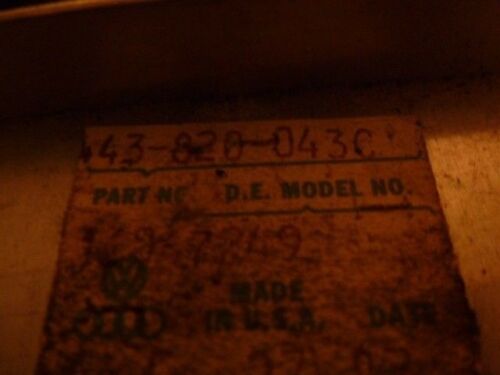 43-820-043C
PART NO D.E. MODEL NO.
MADE
IN U.S.A. DATE